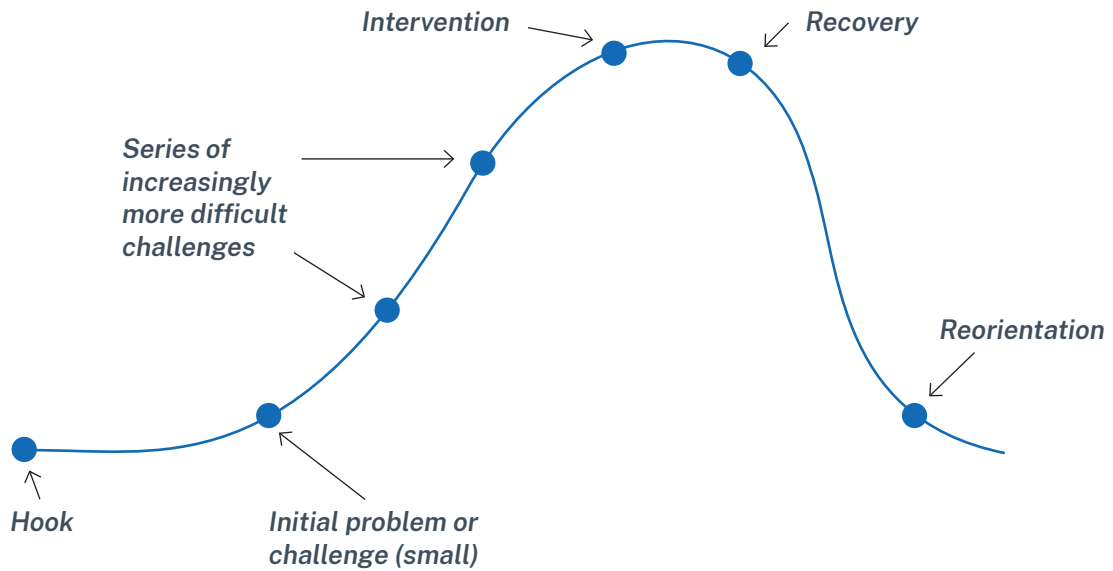 Intervention
Recovery
Series of
increasingly
more difficult
challenges
Reorientation
Hook
Initial problem or
challenge (small)